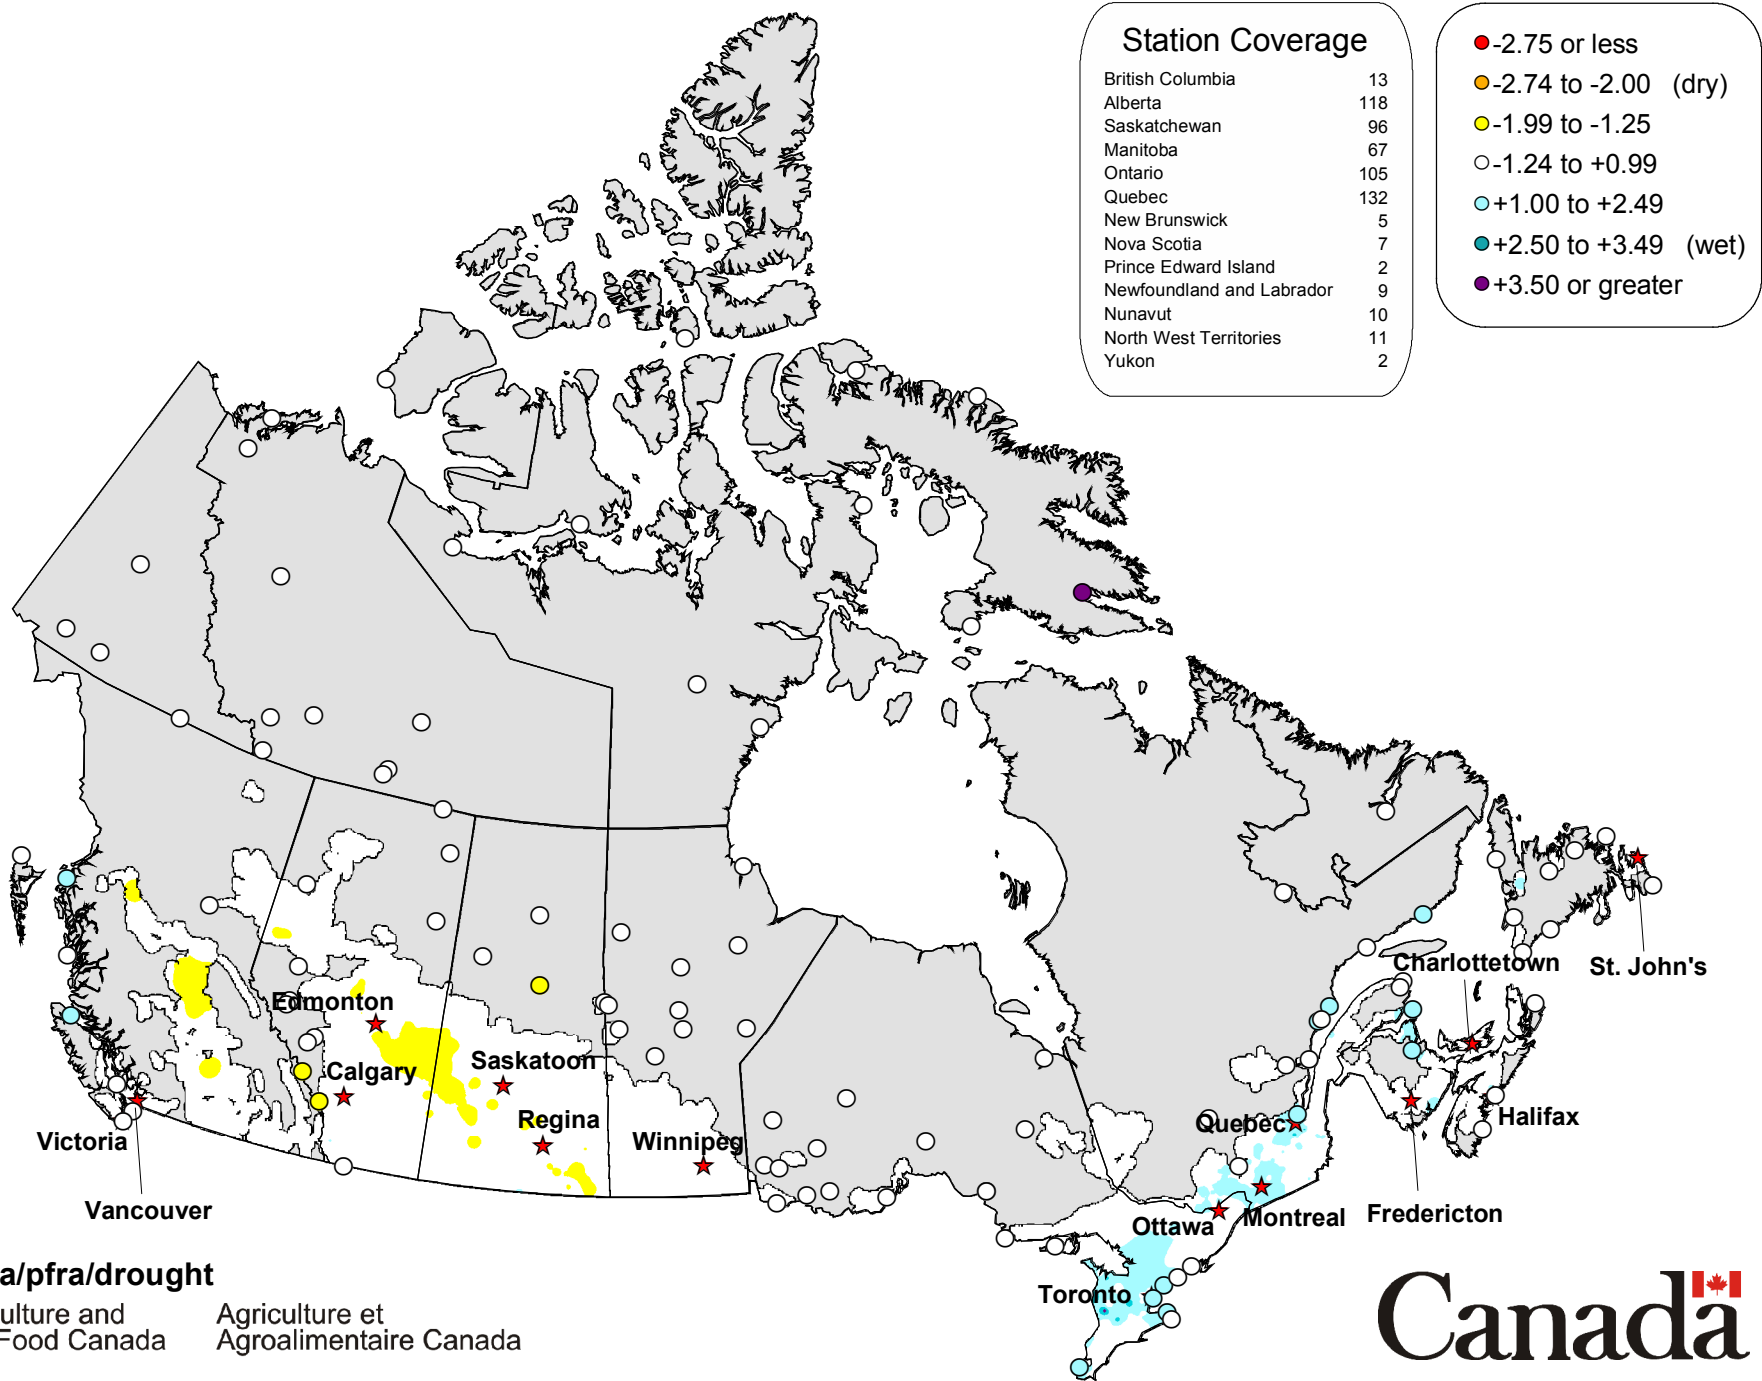 Station Coverage
British Columbia 13
Alberta 118
Saskatchewan 96
Manitoba 67
Ontario 105
Quebec 132
New Brunswick 5
Nova Scotia 7
Prince Edward Island 2
Newfoundland and Labrador 9
Nunavut 10
North West Territories 11
Yukon 2
-2.75 or less
-2.74 to -2.00 (dry)
-1.99 to -1.25
-1.24 to +0.99
+1.00 to +2.49
+2.50 to +3.49 (wet)
+3.50 or greater
Charlottetown
St. John's
Edmonton
Calgary
Saskatoon
Regina
Winnipeg
Victoria
Vancouver
Quebec
Halifax
Ottawa
Montreal
Fredericton
Toronto
a/pfra/drought
ulture and
Food Canada
Agriculture et
Agroalimentaire Canada
Canada